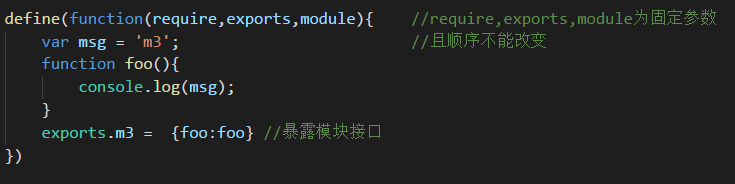 define(function(require,exports,module){    //require,exports,module为固定参数
    var msg = 'm3';                         //且顺序不能改变
    function foo(){
        console.log(msg);
    }
    exports.m3 =  {foo:foo} //暴露模块接口
})